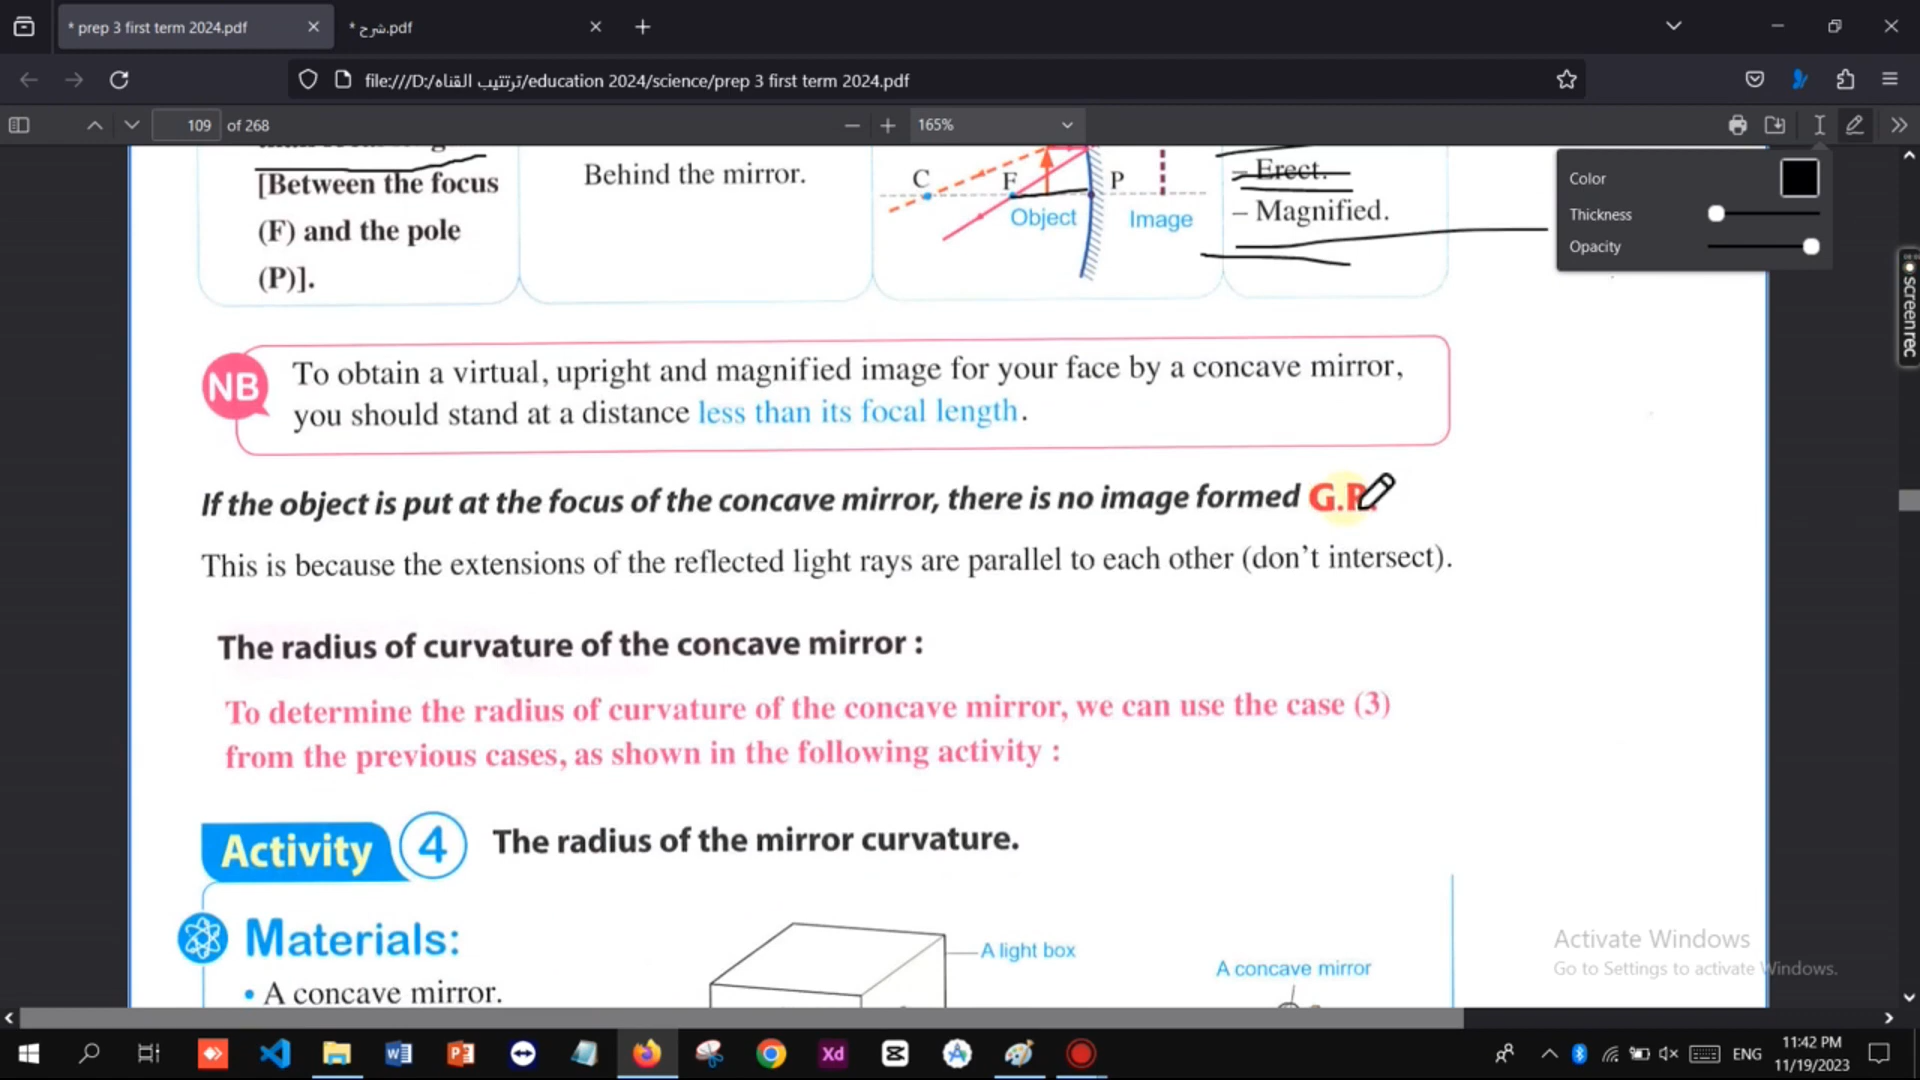 * prep 3 first term 2024.pdf
* شرح.pdf
file:///D:/ترتتيب القناه/education 2024/science/prep 3 first term 2024.pdf
109 of 268
165%
Color
Thickness
Opacity
[Between the focus
(F) and the pole
(P)].
Behind the mirror.
C
F
P
Object
Image
– Erect.
– Magnified.
screenrec
NB
To obtain a virtual, upright and magnified image for your face by a concave mirror,
you should stand at a distance less than its focal length.
If the object is put at the focus of the concave mirror, there is no image formed G.R.
This is because the extensions of the reflected light rays are parallel to each other (don't intersect).
The radius of curvature of the concave mirror :
To determine the radius of curvature of the concave mirror, we can use the case (3)
from the previous cases, as shown in the following activity :
Activity 4 The radius of the mirror curvature.
Materials:
• A concave mirror.
A light box
A concave mirror
Activate Windows
Go to Settings to activate Windows.
Xd
ENG
11:42 PM
11/19/2023